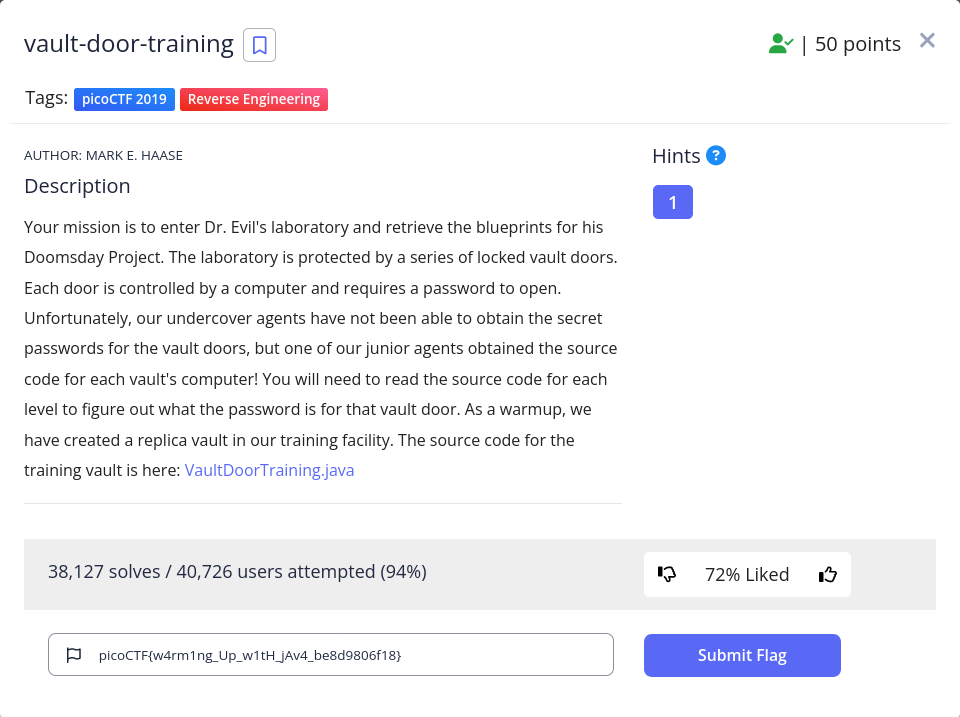 vault-door-training
| 50 points
Tags: picoCTF 2019 Reverse Engineering
AUTHOR: MARK E. HAASE
Description
Your mission is to enter Dr. Evil's laboratory and retrieve the blueprints for his
Doomsday Project. The laboratory is protected by a series of locked vault doors.
Each door is controlled by a computer and requires a password to open.
Unfortunately, our undercover agents have not been able to obtain the secret
passwords for the vault doors, but one of our junior agents obtained the source
code for each vault's computer! You will need to read the source code for each
level to figure out what the password is for that vault door. As a warmup, we
have created a replica vault in our training facility. The source code for the
training vault is here: VaultDoorTraining.java
Hints ?
1
38,127 solves / 40,726 users attempted (94%)
72% Liked
picoCTF{w4rm1ng_Up_w1tH_jAv4_be8d9806f18}
Submit Flag